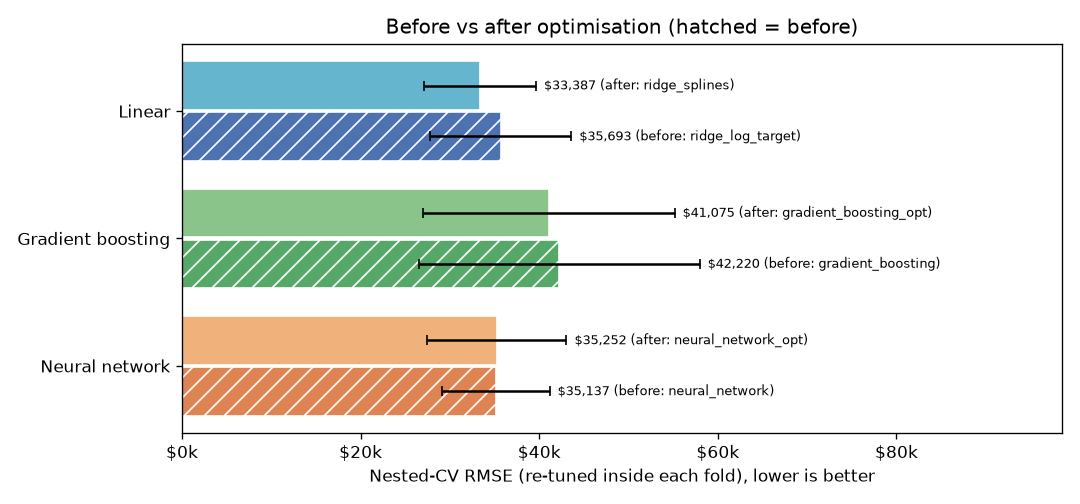 Before vs after optimisation (hatched = before)
Linear
$33,387 (after: ridge_splines)
$35,693 (before: ridge_log_target)
Gradient boosting
$41,075 (after: gradient_boosting_opt)
$42,220 (before: gradient_boosting)
Neural network
$35,252 (after: neural_network_opt)
$35,137 (before: neural_network)
$0k $20k $40k $60k $80k
Nested-CV RMSE (re-tuned inside each fold), lower is better